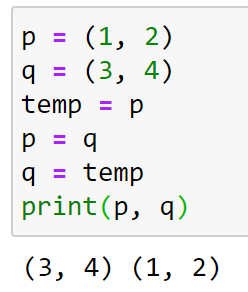 p = (1, 2)
q = (3, 4)
temp = p
p = q
q = temp
print(p, q)
(3, 4) (1, 2)